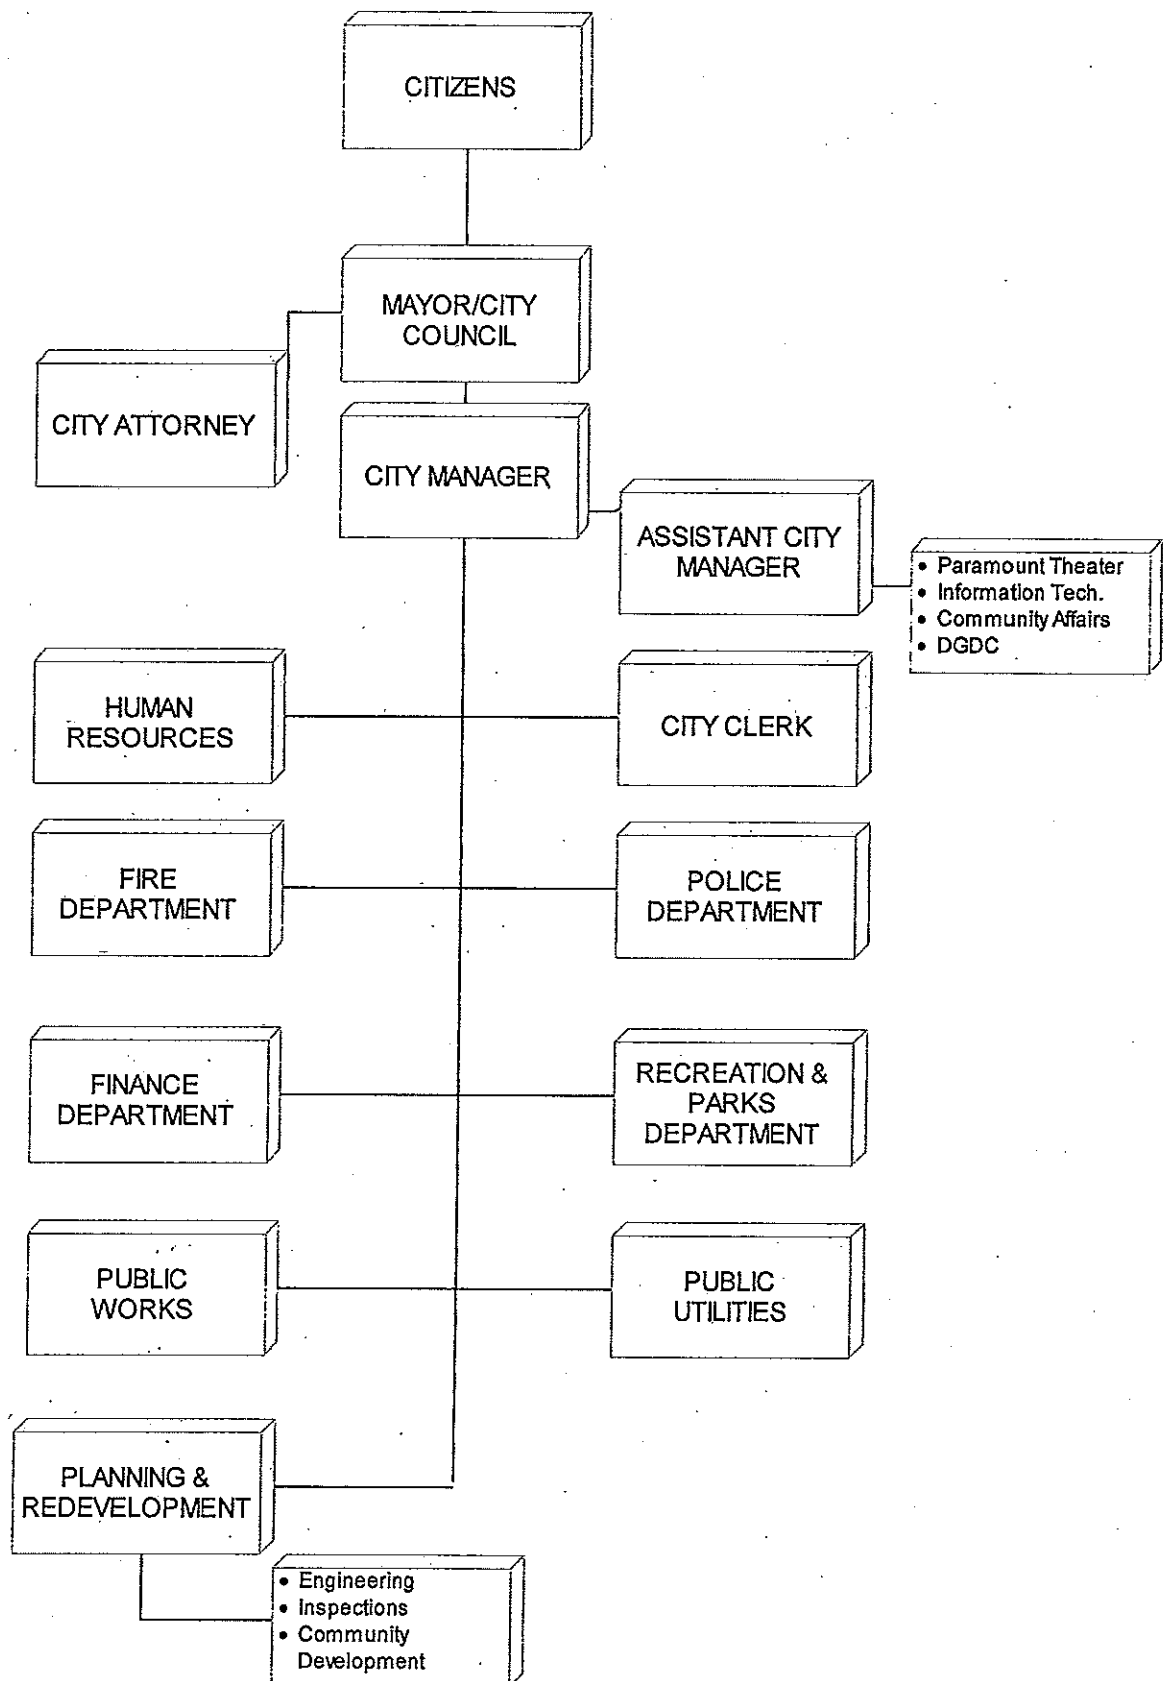 CITIZENS
MAYOR/CITY
COUNCIL
CITY ATTORNEY
CITY MANAGER
ASSISTANT CITY
MANAGER
• Paramount Theater
• Information Tech.
• Community Affairs
• DGDC
HUMAN
RESOURCES
CITY CLERK
FIRE
DEPARTMENT
POLICE
DEPARTMENT
FINANCE
DEPARTMENT
RECREATION &
PARKS
DEPARTMENT
PUBLIC
WORKS
PUBLIC
UTILITIES
PLANNING &
REDEVELOPMENT
• Engineering
• Inspections
• Community
Development